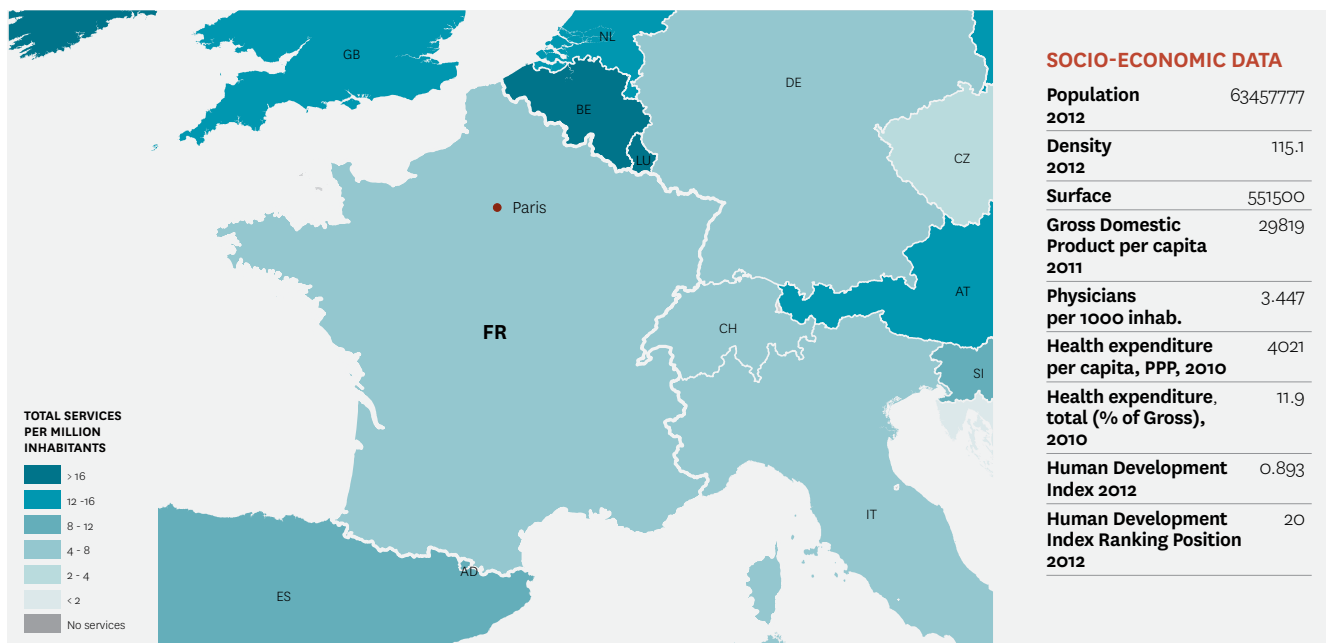 GB
NL
BE
LU
DE
CZ
Paris
FR
CH
AT
SI
IT
AD
ES
TOTAL SERVICES
PER MILLION
INHABITANTS
> 16
12 -16
8 - 12
4 - 8
2 - 4
< 2
No services
SOCIO-ECONOMIC DATA
Population 63457777
2012
Density 115.1
2012
Surface 551500
Gross Domestic 29819
Product per capita
2011
Physicians 3.447
per 1000 inhab.
Health expenditure 4021
per capita, PPP, 2010
Health expenditure, 11.9
total (% of Gross),
2010
Human Development 0.893
Index 2012
Human Development 20
Index Ranking Position
2012